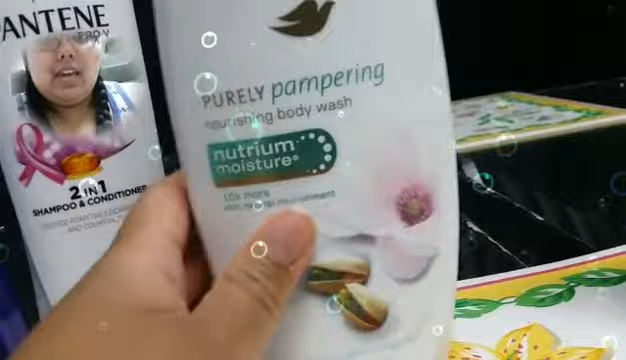 PANTENE
PRO-V
2 IN 1
SHAMPOO & CONDITIONER
PURELY pampering
nourishing body wash
nutrium
moisture®
10x more